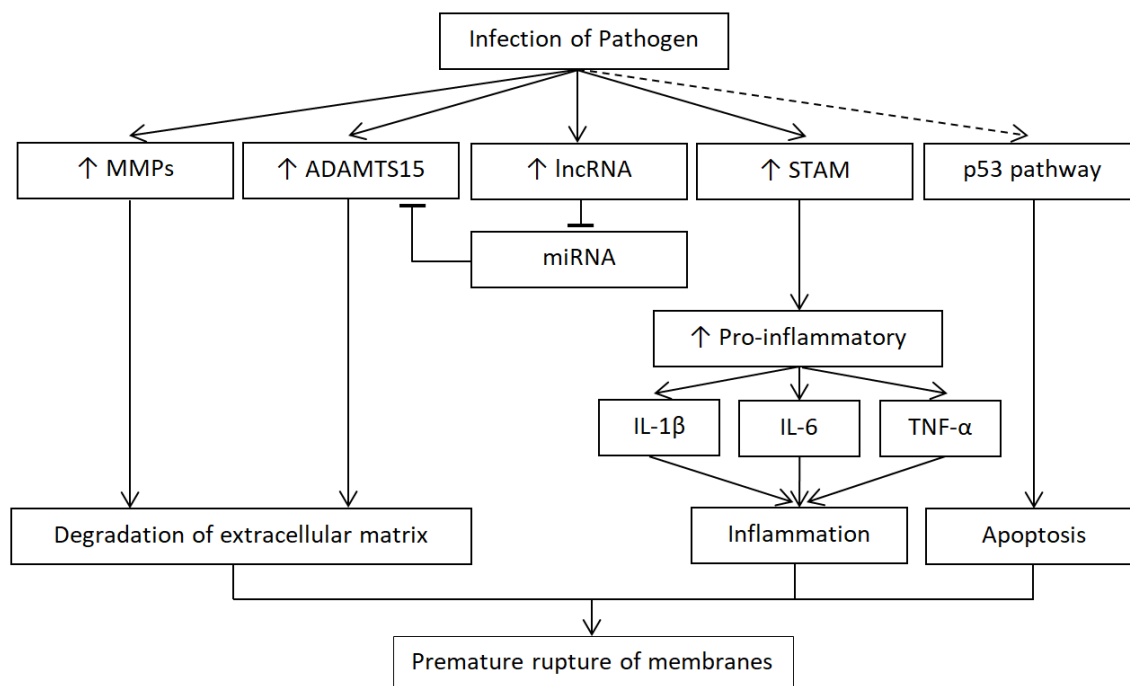 Infection of Pathogen
↑ MMPs
↑ ADAMTS15
↑ lncRNA
↑ STAM
p53 pathway
miRNA
↑ Pro-inflammatory
IL-1β
IL-6
TNF-α
Degradation of extracellular matrix
Inflammation
Apoptosis
Premature rupture of membranes